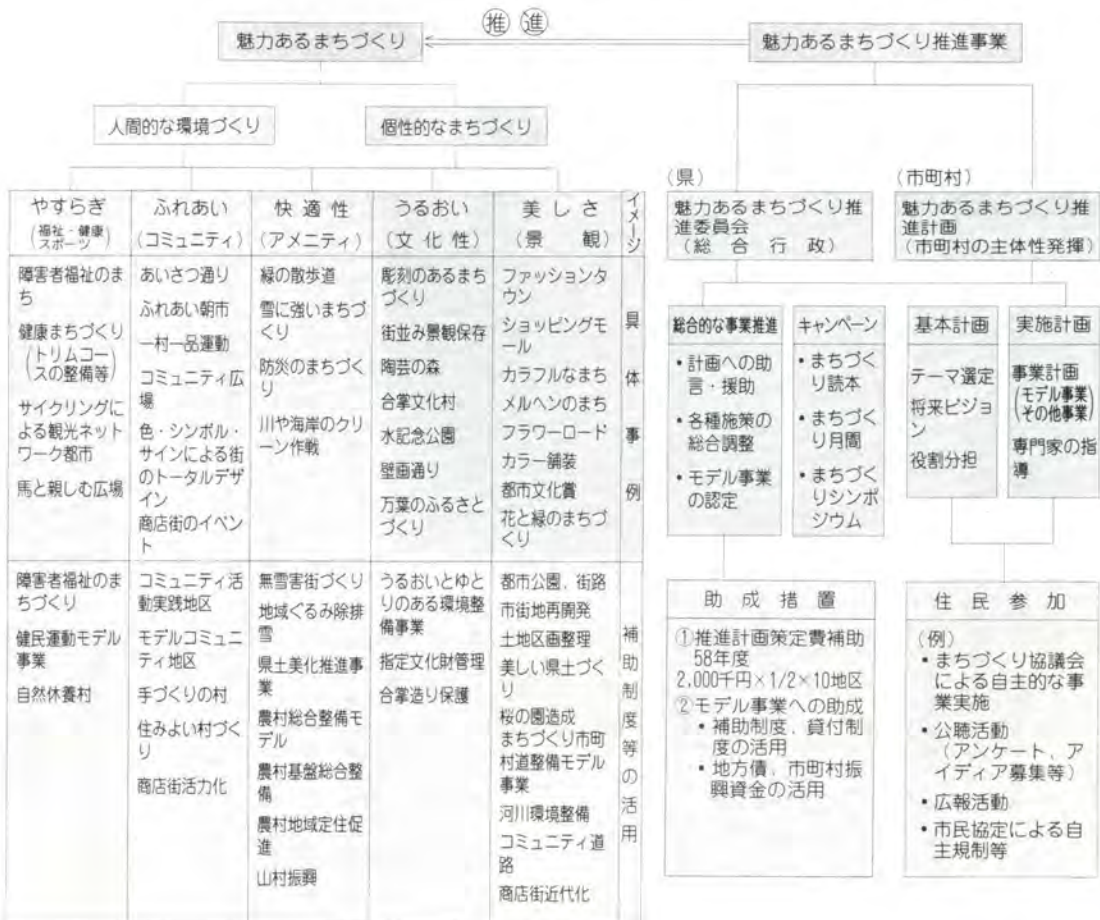 推進
魅力あるまちづくり
魅力あるまちづくり推進事業
人間的な環境づくり
個性的なまちづくり
やすらぎ
(福祉・健康
スポーツ)
ふれあい
(コミュニティ)
快適性
(アメニティ)
うるおい
(文化性)
美しさ
(景観)
イメージ
障害者福祉のま
ち
健康まちづくり
(トリムコー
スの整備等)
サイクリングに
よる観光ネット
ワーク都市
馬と親しむ広場
あいさつ通り
ふれあい朝市
一村一品運動
コミュニティ広
場
色・シンボル・
サインによる街
のトータルデザ
イン
商店街のイベン
ト
緑の散歩道
雪に強いまちづ
くり
防災のまちづく
り
川や海岸のクリ
ーン作戦
彫刻のあるまち
づくり
街並み景観保存
陶芸の森
合掌文化村
水記念公園
壁画通り
万葉のふるさと
づくり
ファッションタ
ウン
ショッピングモ
ール
カラフルなまち
メルヘンのまち
フラワーロード
カラー舗装
都市文化賞
花と緑のまちづ
くり
具体事例
障害者福祉のま
ちづくり
健民運動モデル
事業
自然休養村
コミュニティ活
動実践地区
モデルコミュニ
ティ地区
手づくりの村
住みよい村づく
り
商店街活力化
無雪害街づくり
地域ぐるみ除排
雪
県土美化推進事
業
農村総合整備モ
デル
農村基盤総合整
備
農村地域定住促
進
山村振興
うるおいとゆと
りのある環境整
備事業
指定文化財管理
合掌造り保護
都市公園、街路
市街地再開発
土地区画整理
美しい県土づく
り
桜の園造成
まちづくり市町
村道整備モデル
事業
河川環境整備
コミュニティ道
路
商店街近代化
補助制度等の活用
(県)
魅力あるまちづくり推
進委員会
(総合行政)
(市町村)
魅力あるまちづくり推
進計画
(市町村の主体性発揮)
総合的な事業推進
・計画への助
言・援助
・各種施策の
総合調整
・モデル事業
の認定
キャンペーン
・まちづく
り読本
・まちづく
り月間
・まちづく
りシンポ
ジウム
基本計画
テーマ選定
将来ビジョ
ン
役割分担
実施計画
事業計画
(モデル事業
その他事業)
専門家の指
導
助成措置
①推進計画策定費補助
58年度
2,000千円×1/2×10地区
②モデル事業への助成
・補助制度、貸付制
度の活用
・地方債、市町村振
興資金の活用
住民参加
(例)
・まちづくり協議会
による自主的な事
業実施
・公聴活動
(アンケート、ア
イディア募集等)
・広報活動
・市民協定による自
主規制等